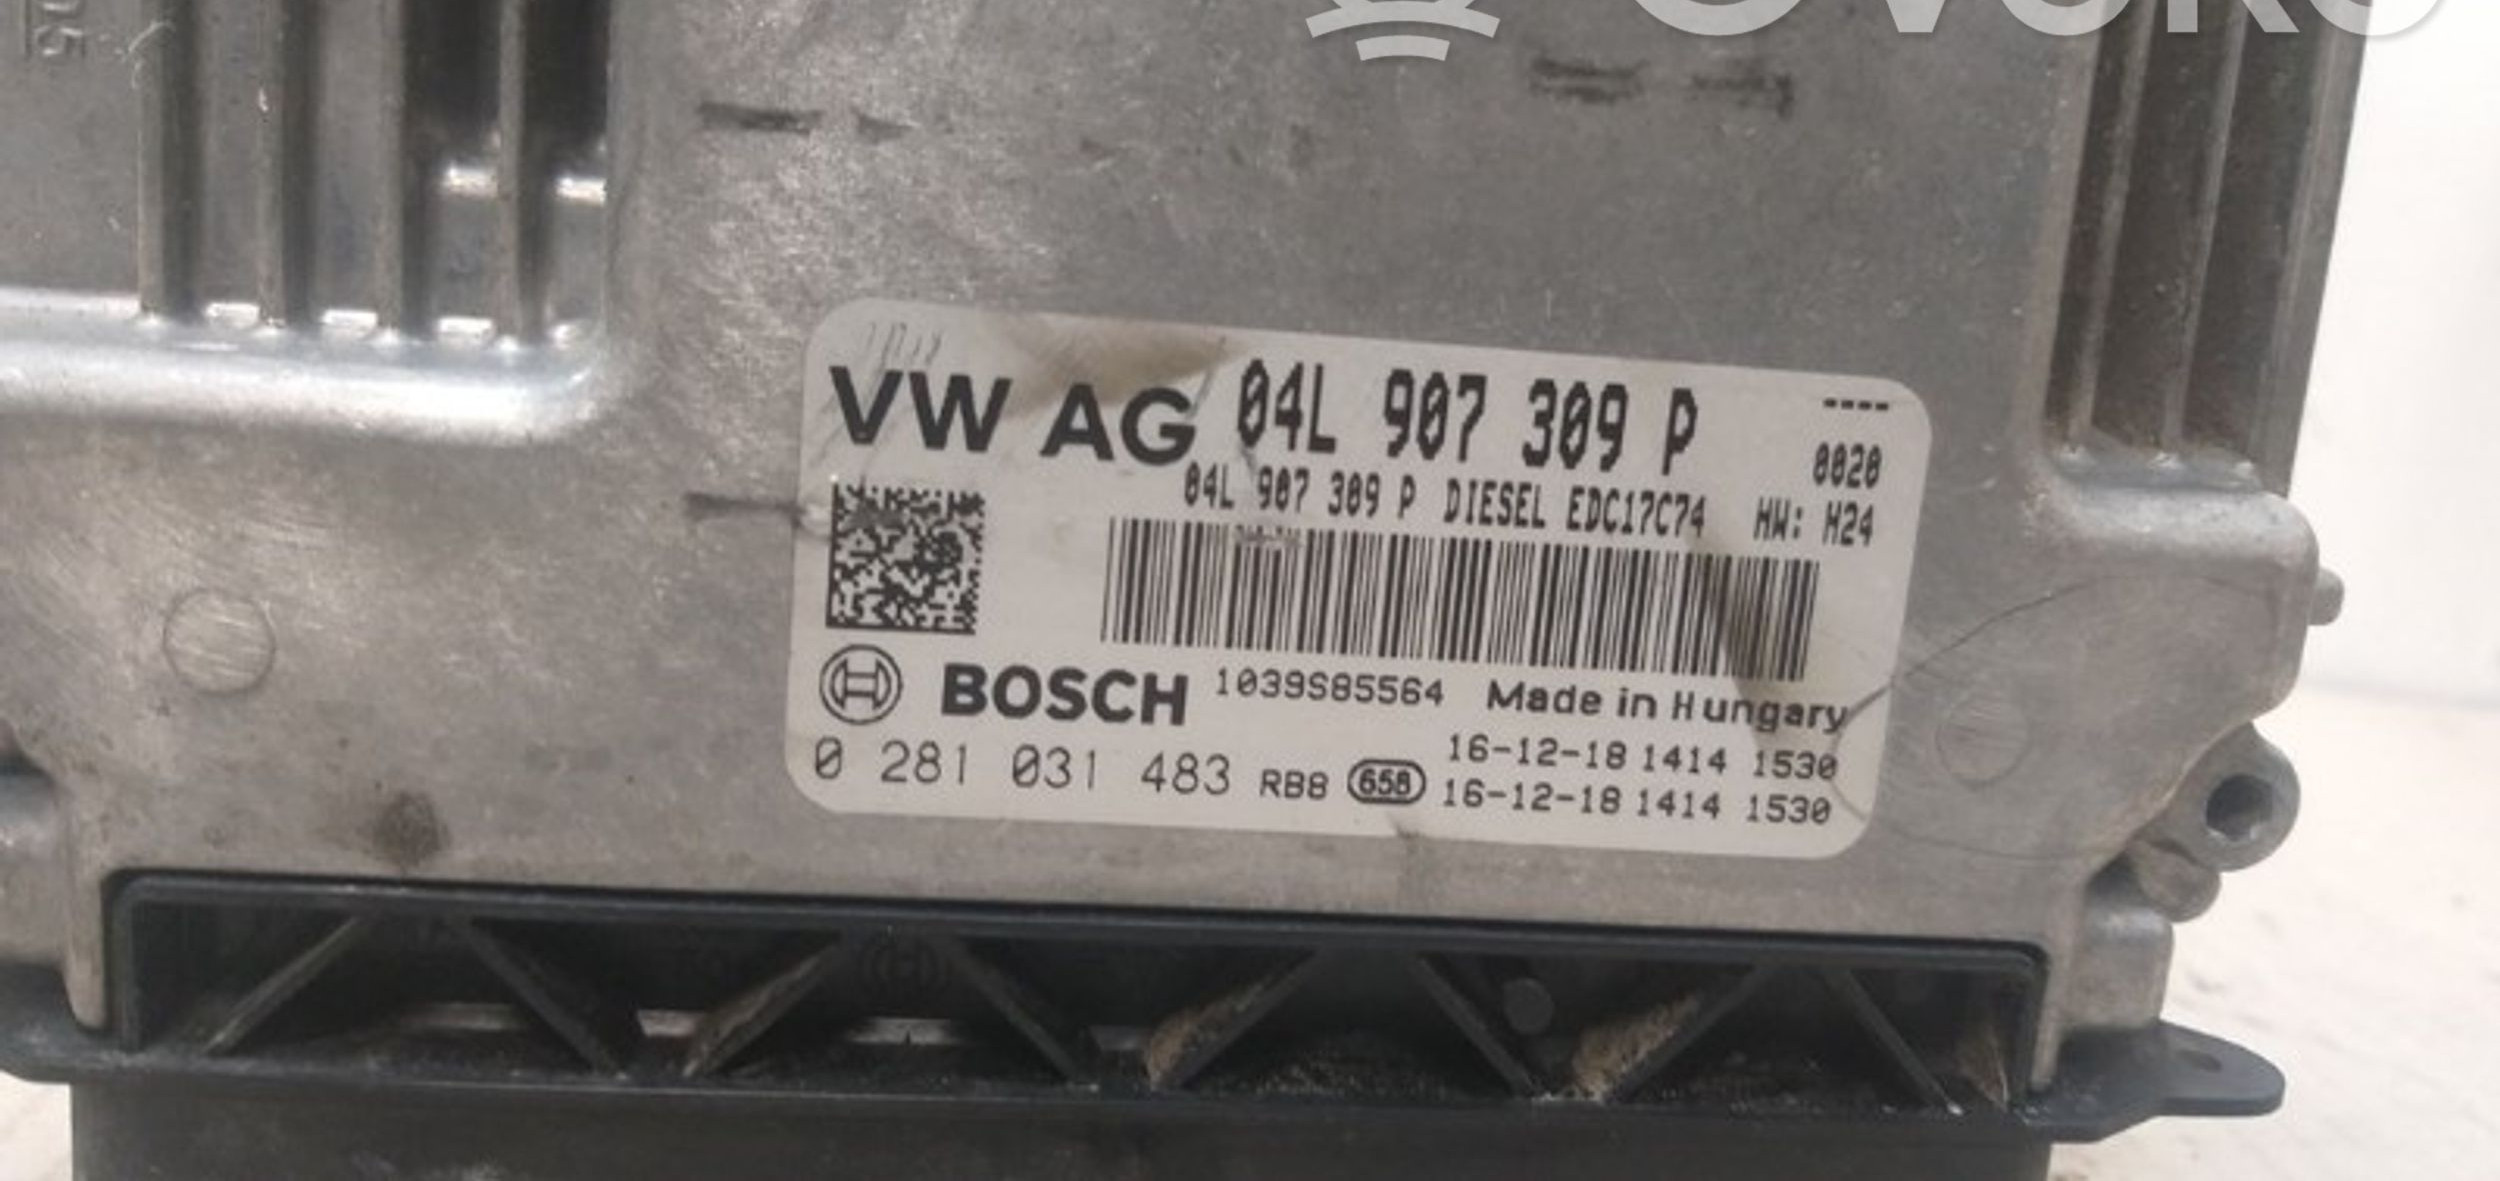 VW AG 04L 907 309 P ----
0020
04L 907 309 P DIESEL EDC17C74 HW: H24
BOSCH 1039S85564 Made in Hungary
0 281 031 483 RB8 658 16-12-18 1414 1530
16-12-18 1414 1530